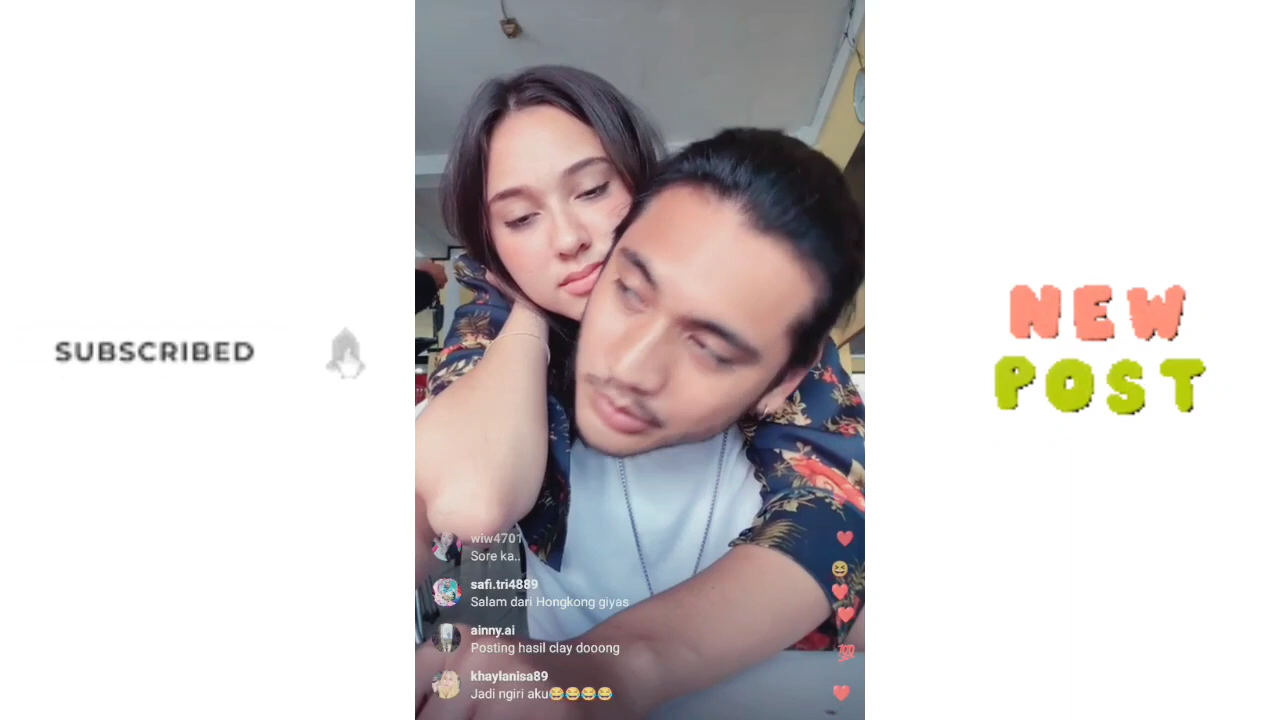 SUBSCRIBED
NEW
POST
wiw4701
Sore ka..
safi.tri4889
Salam dari Hongkong giyas
ainny.ai
Posting hasil clay dooong
khaylanisa89
Jadi ngiri aku😂😂😂😂
💯